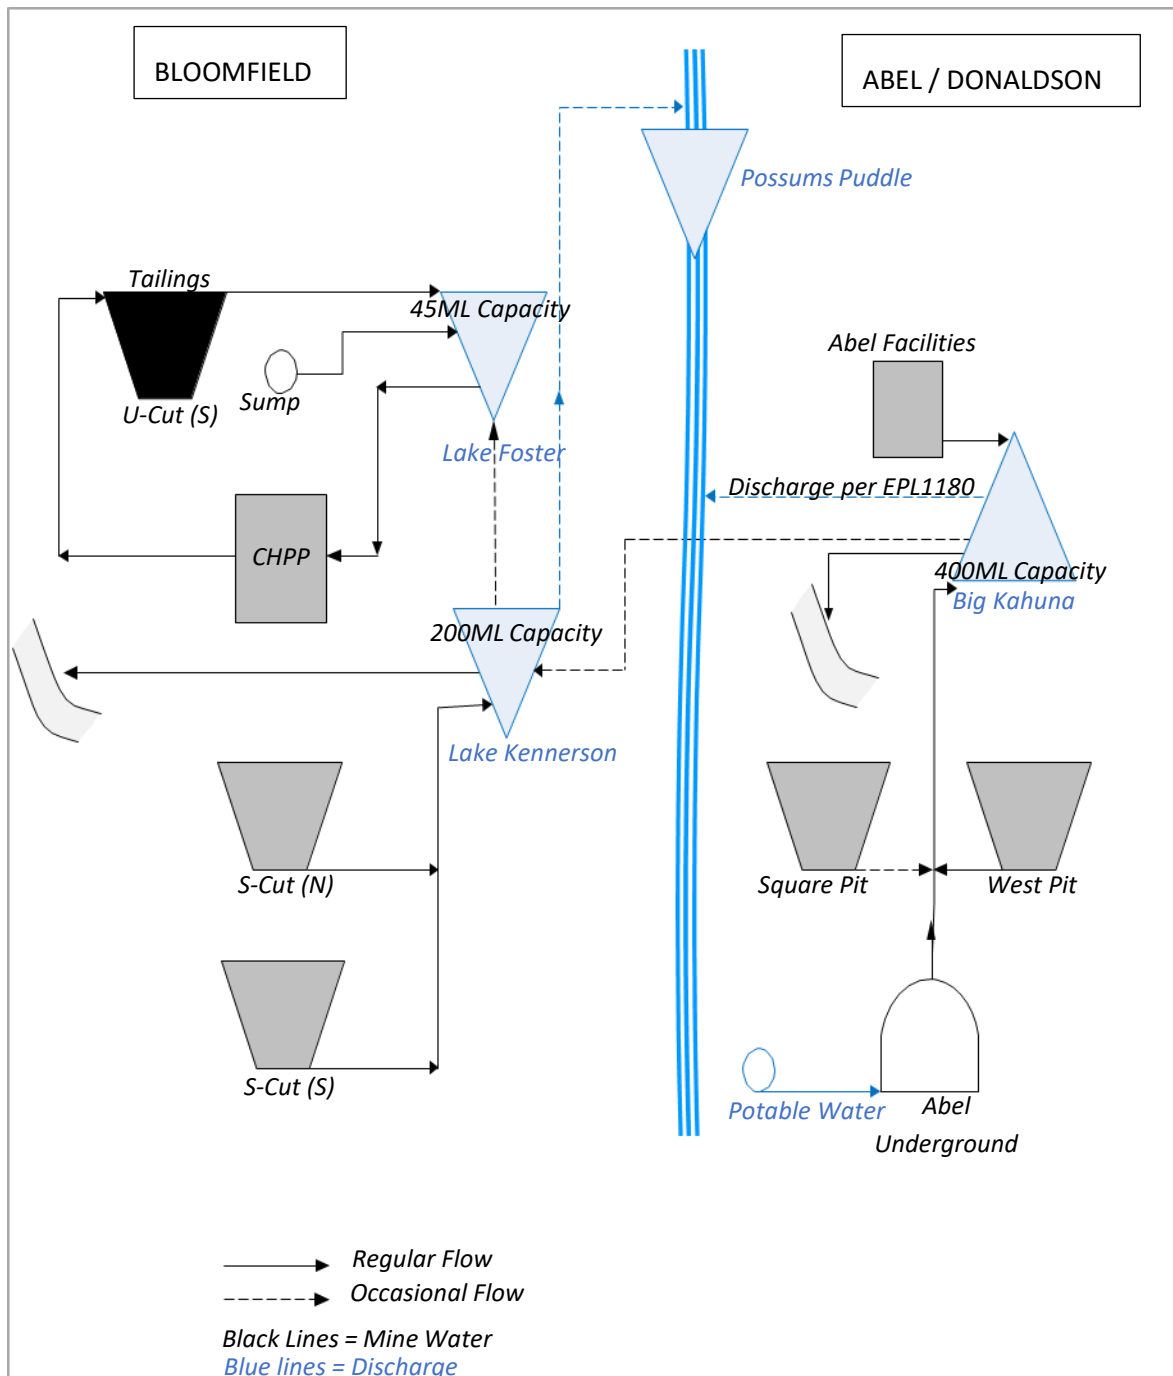 BLOOMFIELD
ABEL / DONALDSON
Possums Puddle
Tailings
45ML Capacity
Abel Facilities
U-Cut (S)
Sump
Lake Foster
Discharge per EPL1180
CHPP
400ML Capacity
Big Kahuna
200ML Capacity
Lake Kennerson
S-Cut (N)
Square Pit
West Pit
S-Cut (S)
Potable Water
Abel
Underground
Regular Flow
Occasional Flow
Black Lines = Mine Water
Blue lines = Discharge